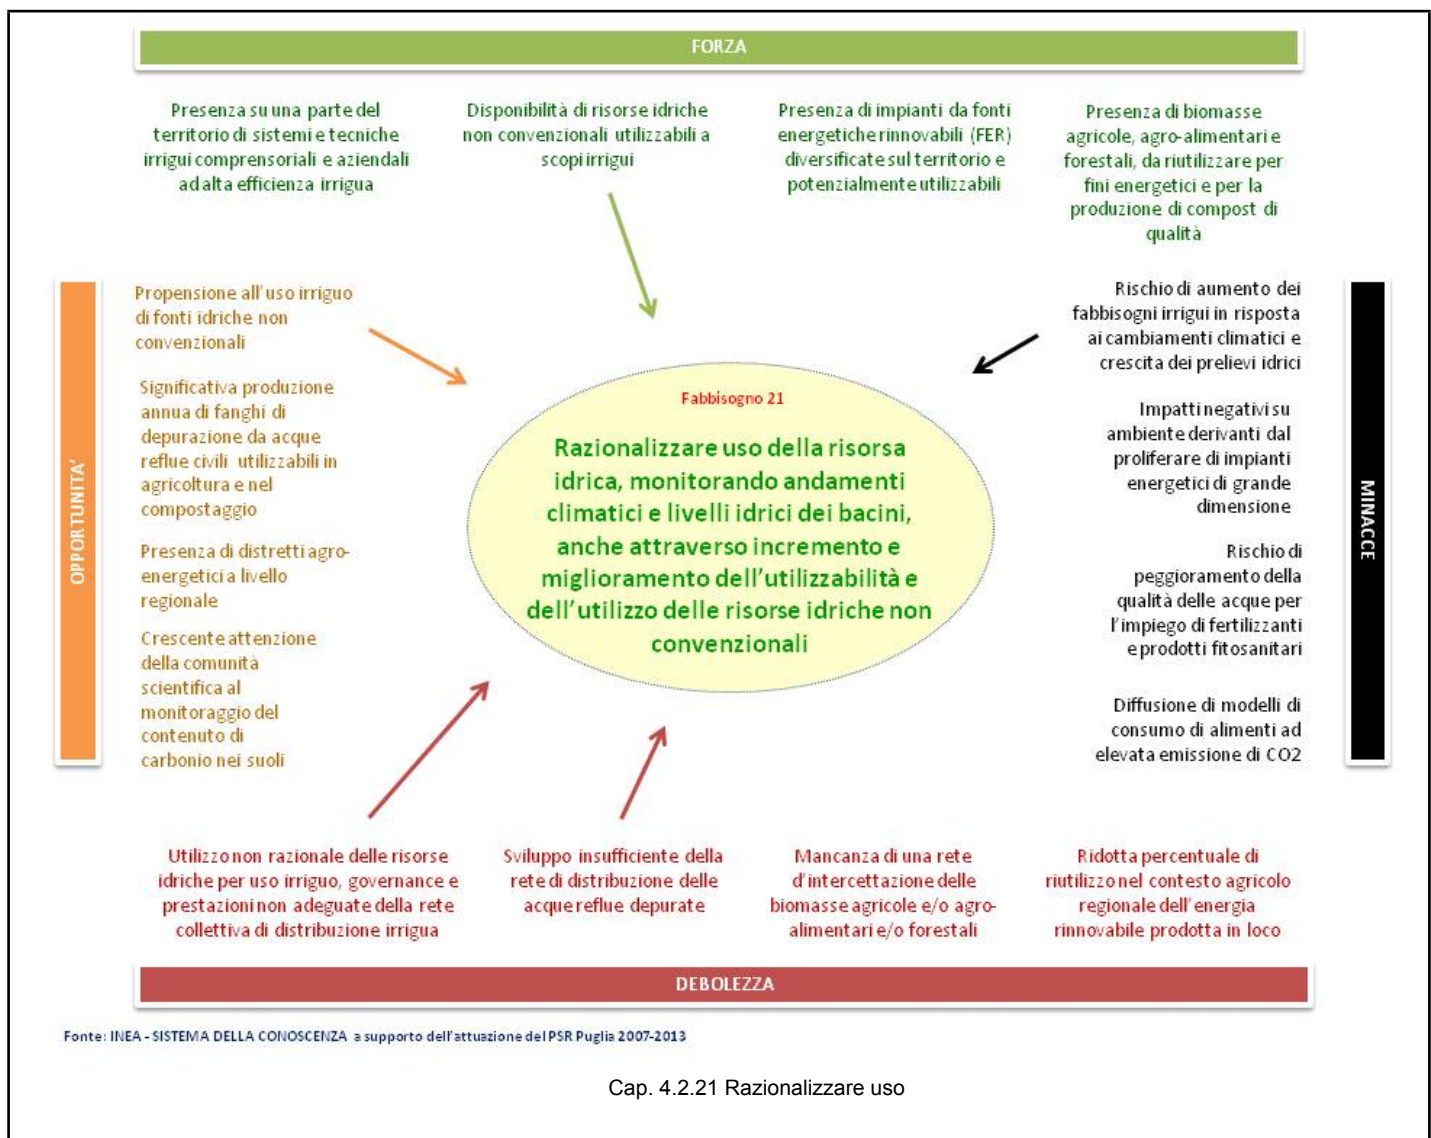 FORZA
Presenza su una parte del
territorio di sistemi e tecniche
irrigui comprensoriali e aziendali
ad alta efficienza irrigua
Disponibilità di risorse idriche
non convenzionali utilizzabili a
scopi irrigui
Presenza di impianti da fonti
energetiche rinnovabili (FER)
diversificate sul territorio e
potenzialmente utilizzabili
Presenza di biomasse
agricole, agro-alimentari e
forestali, da riutilizzare per
fini energetici e per la
produzione di compost di
qualità
OPPORTUNITA'
Propensione all'uso irriguo
di fonti idriche non
convenzionali
Significativa produzione
annua di fanghi di
depurazione da acque
reflue civili utilizzabili in
agricoltura e nel
compostaggio
Presenza di distretti agro-
energetici a livello
regionale
Crescente attenzione
della comunità
scientifica al
monitoraggio del
contenuto di
carbonio nei suoli
Fabbisogno 21
Razionalizzare uso della risorsa
idrica, monitorando andamenti
climatici e livelli idrici dei bacini,
anche attraverso incremento e
miglioramento dell'utilizzabilità e
dell'utilizzo delle risorse idriche non
convenzionali
Rischio di aumento dei
fabbisogni irrigui in risposta
ai cambiamenti climatici e
crescita dei prelievi idrici
Impatti negativi su
ambiente derivanti dal
proliferare di impianti
energetici di grande
dimensione
Rischio di
peggioramento della
qualità delle acque per
l'impiego di fertilizzanti
e prodotti fitosanitari
Diffusione di modelli di
consumo di alimenti ad
elevata emissione di CO2
MINACCE
Utilizzo non razionale delle risorse
idriche per uso irriguo, governance e
prestazioni non adeguate della rete
collettiva di distribuzione irrigua
Sviluppo insufficiente della
rete di distribuzione delle
acque reflue depurate
Mancanza di una rete
d'intercettazione delle
biomasse agricole e/o agro-
alimentari e/o forestali
Ridotta percentuale di
riutilizzo nel contesto agricolo
regionale dell'energia
rinnovabile prodotta in loco
DEBOLEZZA
Fonte: INEA - SISTEMA DELLA CONOSCENZA a supporto dell'attuazione del PSR Puglia 2007-2013
Cap. 4.2.21 Razionalizzare uso